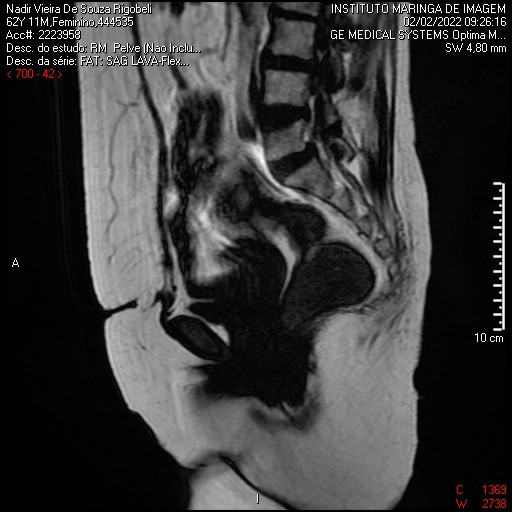 Nadir Vieira De Souza Rigobeli
62Y 11M,Feminiho,444535
Acc#: 2223958
Desc. do estudo: RM Pelve (Nao Inclu...
Desc. da série: FAT: SAG LAVA-Flex...
< 700 - 42 >
INSTITUTO MARINGA DE IMAGEM
02/02/2022 09:26:16
GE MEDICAL SYSTEMS Optima M...
SW 4,80 mm
A
10 cm
I
C 1369
W 2738